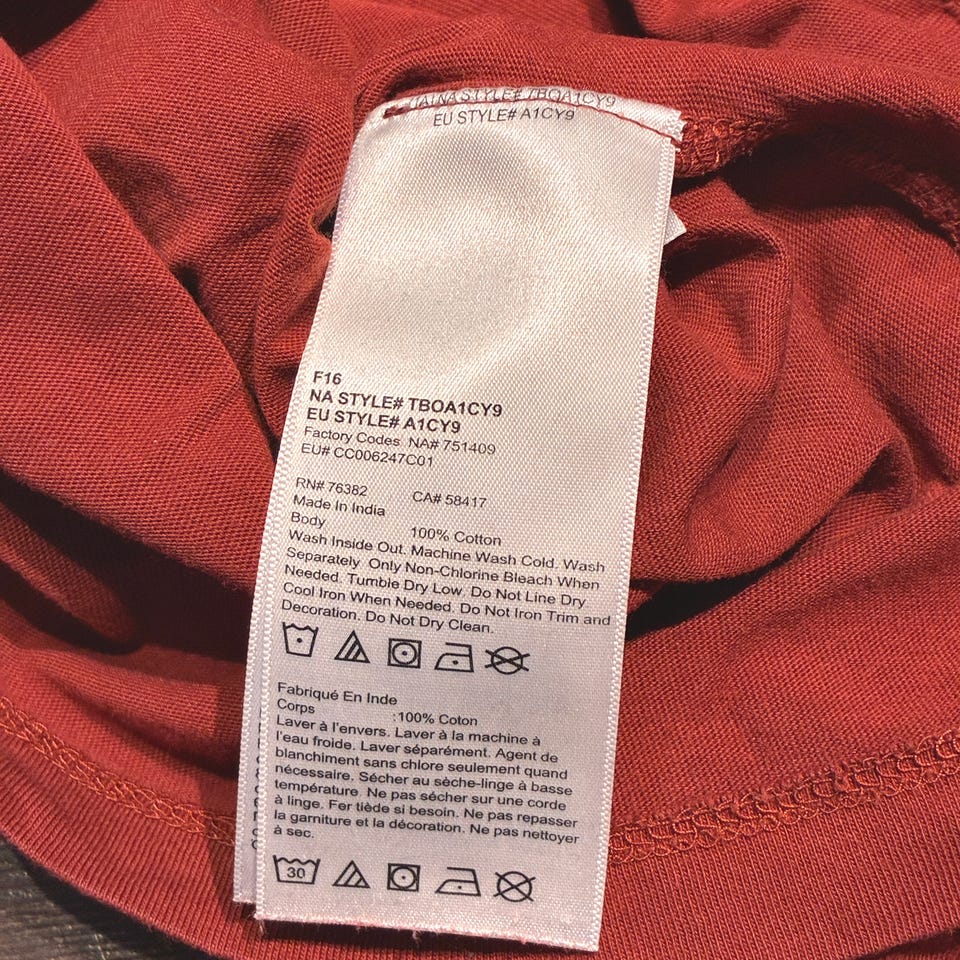 NA STYLE# TBOA1CY9
EU STYLE# A1CY9
F16
NA STYLE# TBOA1CY9
EU STYLE# A1CY9
Factory Codes NA# 751409
EU# CC006247C01
RN# 76382 CA# 58417
Made In India
Body 100% Cotton
Wash Inside Out. Machine Wash Cold. Wash
Separately. Only Non-Chlorine Bleach When
Needed. Tumble Dry Low. Do Not Line Dry.
Cool Iron When Needed. Do Not Iron Trim and
Decoration. Do Not Dry Clean.
Fabriqué En Inde
Corps :100% Coton
Laver à l'envers. Laver à la machine à
l'eau froide. Laver séparément. Agent de
blanchiment sans chlore seulement quand
nécessaire. Sécher au sèche-linge à basse
température. Ne pas sécher sur une corde
à linge. Fer tiède si besoin. Ne pas repasser
la garniture et la décoration. Ne pas nettoyer
à sec.
30